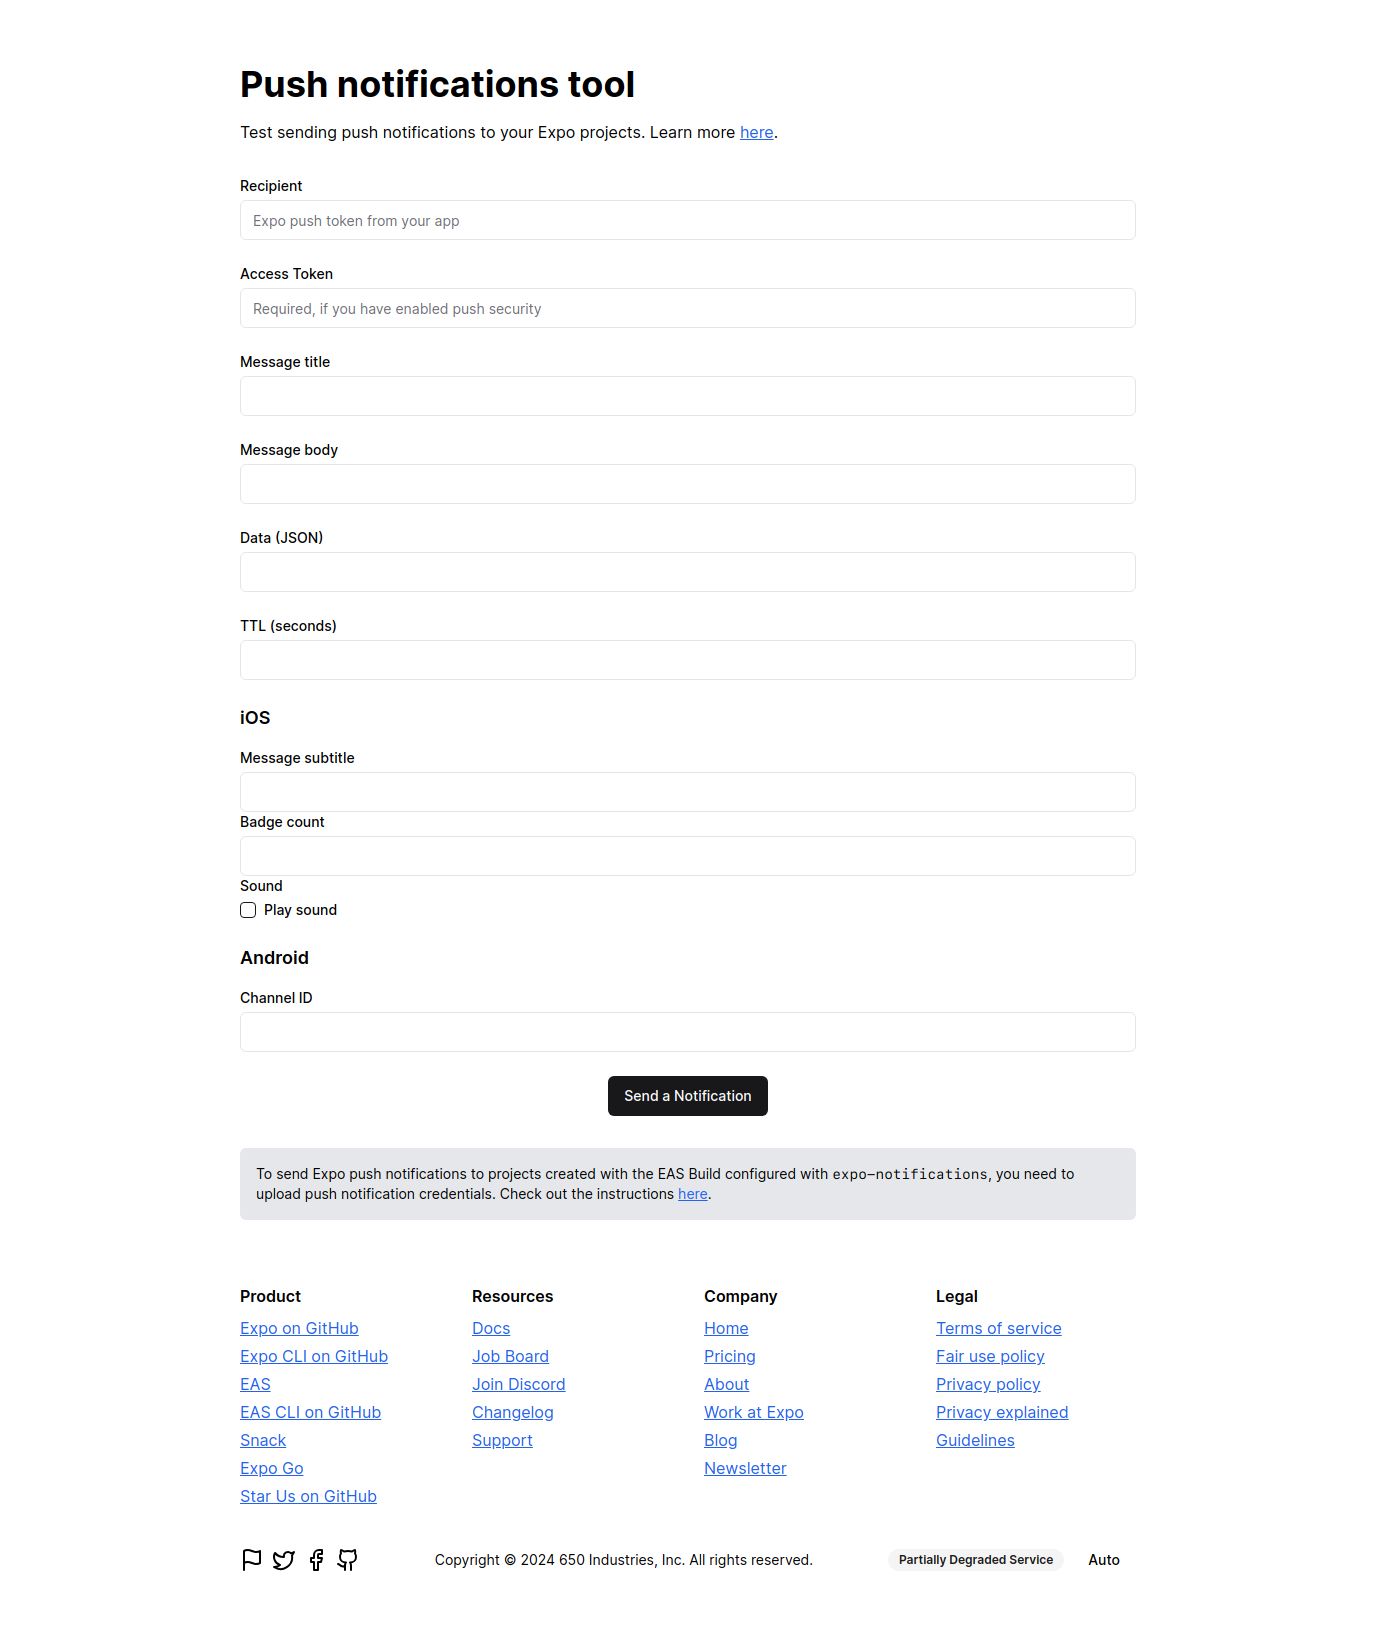 Push notifications tool
Test sending push notifications to your Expo projects. Learn more here.
Recipient
Expo push token from your app
Access Token
Required, if you have enabled push security
Message title
Message body
Data (JSON)
TTL (seconds)
iOS
Message subtitle
Badge count
Sound
Play sound
Android
Channel ID
Send a Notification
To send Expo push notifications to projects created with the EAS Build configured with expo-notifications, you need to
upload push notification credentials. Check out the instructions here.
Product
Expo on GitHub
Expo CLI on GitHub
EAS
EAS CLI on GitHub
Snack
Expo Go
Star Us on GitHub
Resources
Docs
Job Board
Join Discord
Changelog
Support
Company
Home
Pricing
About
Work at Expo
Blog
Newsletter
Legal
Terms of service
Fair use policy
Privacy policy
Privacy explained
Guidelines
Copyright © 2024 650 Industries, Inc. All rights reserved.
Partially Degraded Service
Auto